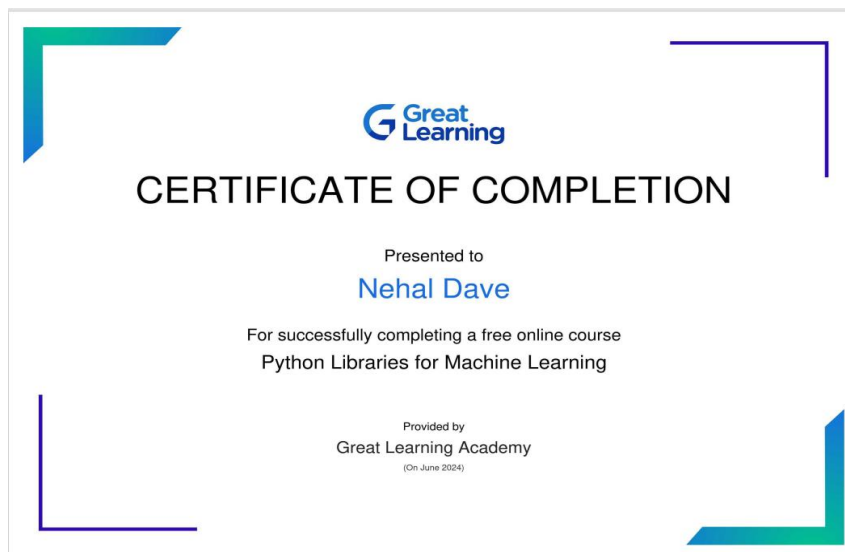 Great
Learning
CERTIFICATE OF COMPLETION
Presented to
Nehal Dave
For successfully completing a free online course
Python Libraries for Machine Learning
Provided by
Great Learning Academy
(On June 2024)